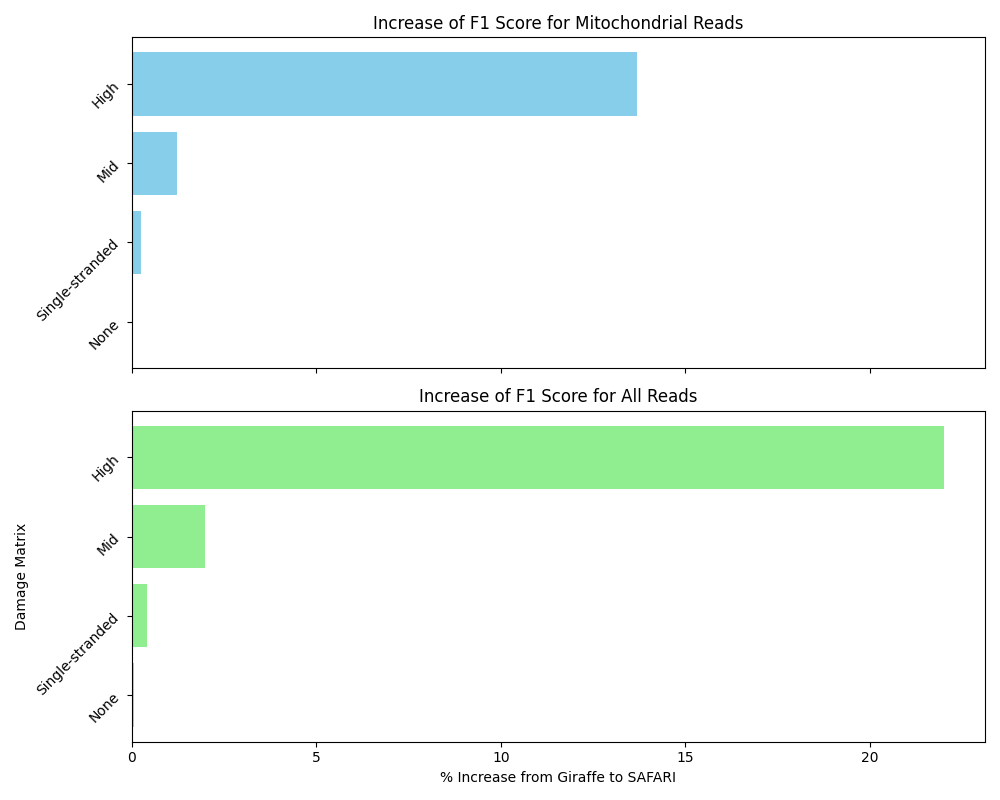 Increase of F1 Score for Mitochondrial Reads
High
Mid
Single-stranded
None
Increase of F1 Score for All Reads
High
Mid
Single-stranded
None
Damage Matrix
0 5 10 15 20
% Increase from Giraffe to SAFARI